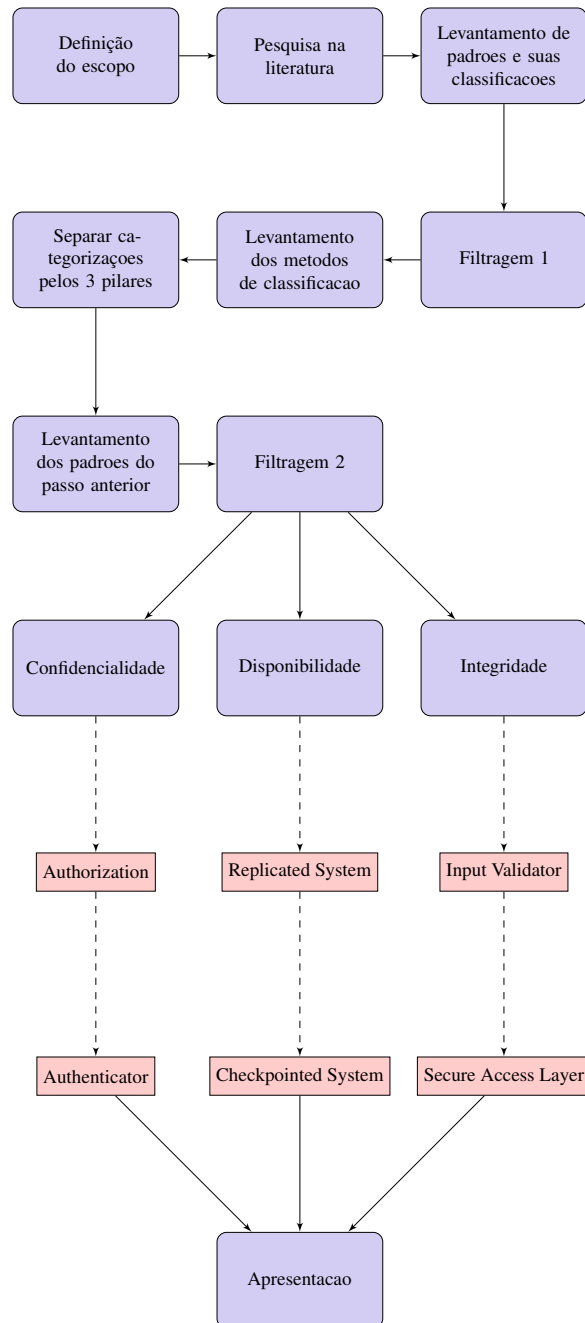 Definição
do escopo
Pesquisa na
literatura
Levantamento de
padroes e suas
classificacoes
Separar ca-
tegorizaçoes
pelos 3 pilares
Levantamento
dos metodos
de classificacao
Filtragem 1
Levantamento
dos padroes do
passo anterior
Filtragem 2
Confidencialidade
Disponibilidade
Integridade
Authorization
Replicated System
Input Validator
Authenticator
Checkpointed System
Secure Access Layer
Apresentacao